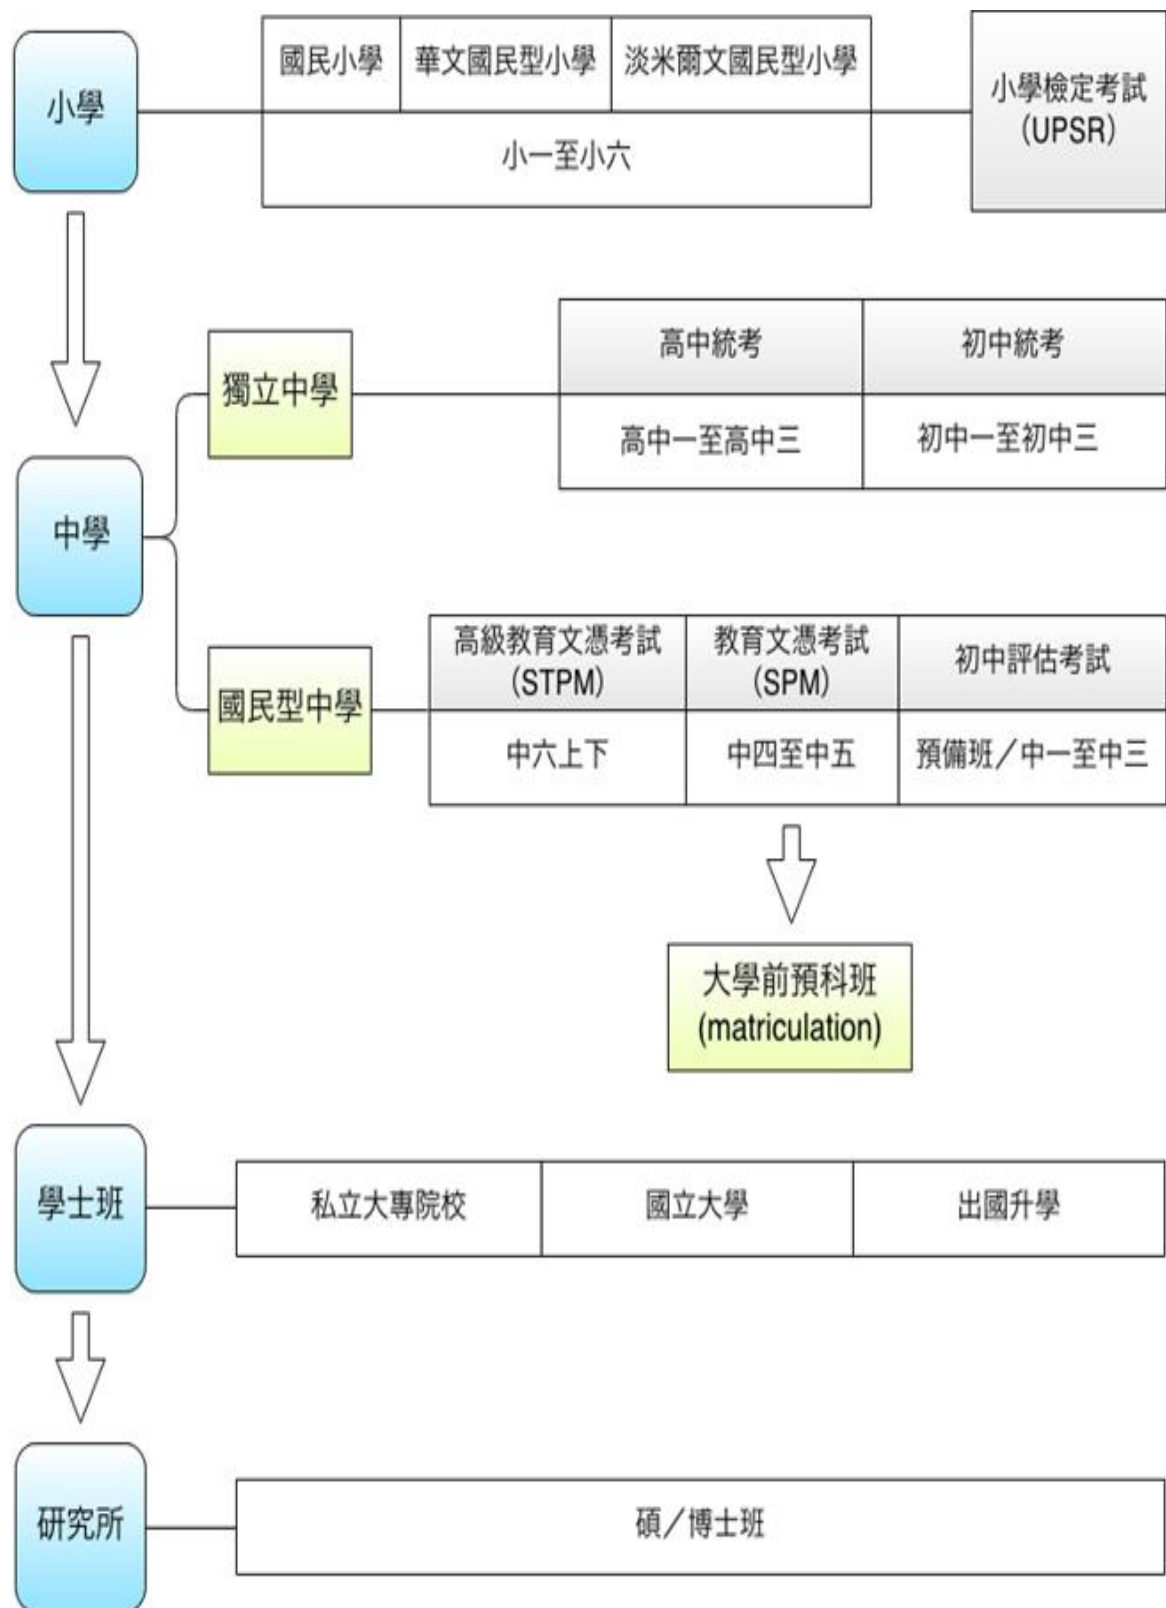 小學
國民小學
華文國民型小學
淡米爾文國民型小學
小一至小六
小學檢定考試
（UPSR）
中學
獨立中學
高中統考
初中統考
高中一至高中三
初中一至初中三
國民型中學
高級教育文憑考試
（STPM）
教育文憑考試
（SPM）
初中評估考試
中六上下
中四至中五
預備班／中一至中三
大學前預科班
(matriculation)
學士班
私立大專院校
國立大學
出國升學
研究所
碩／博士班